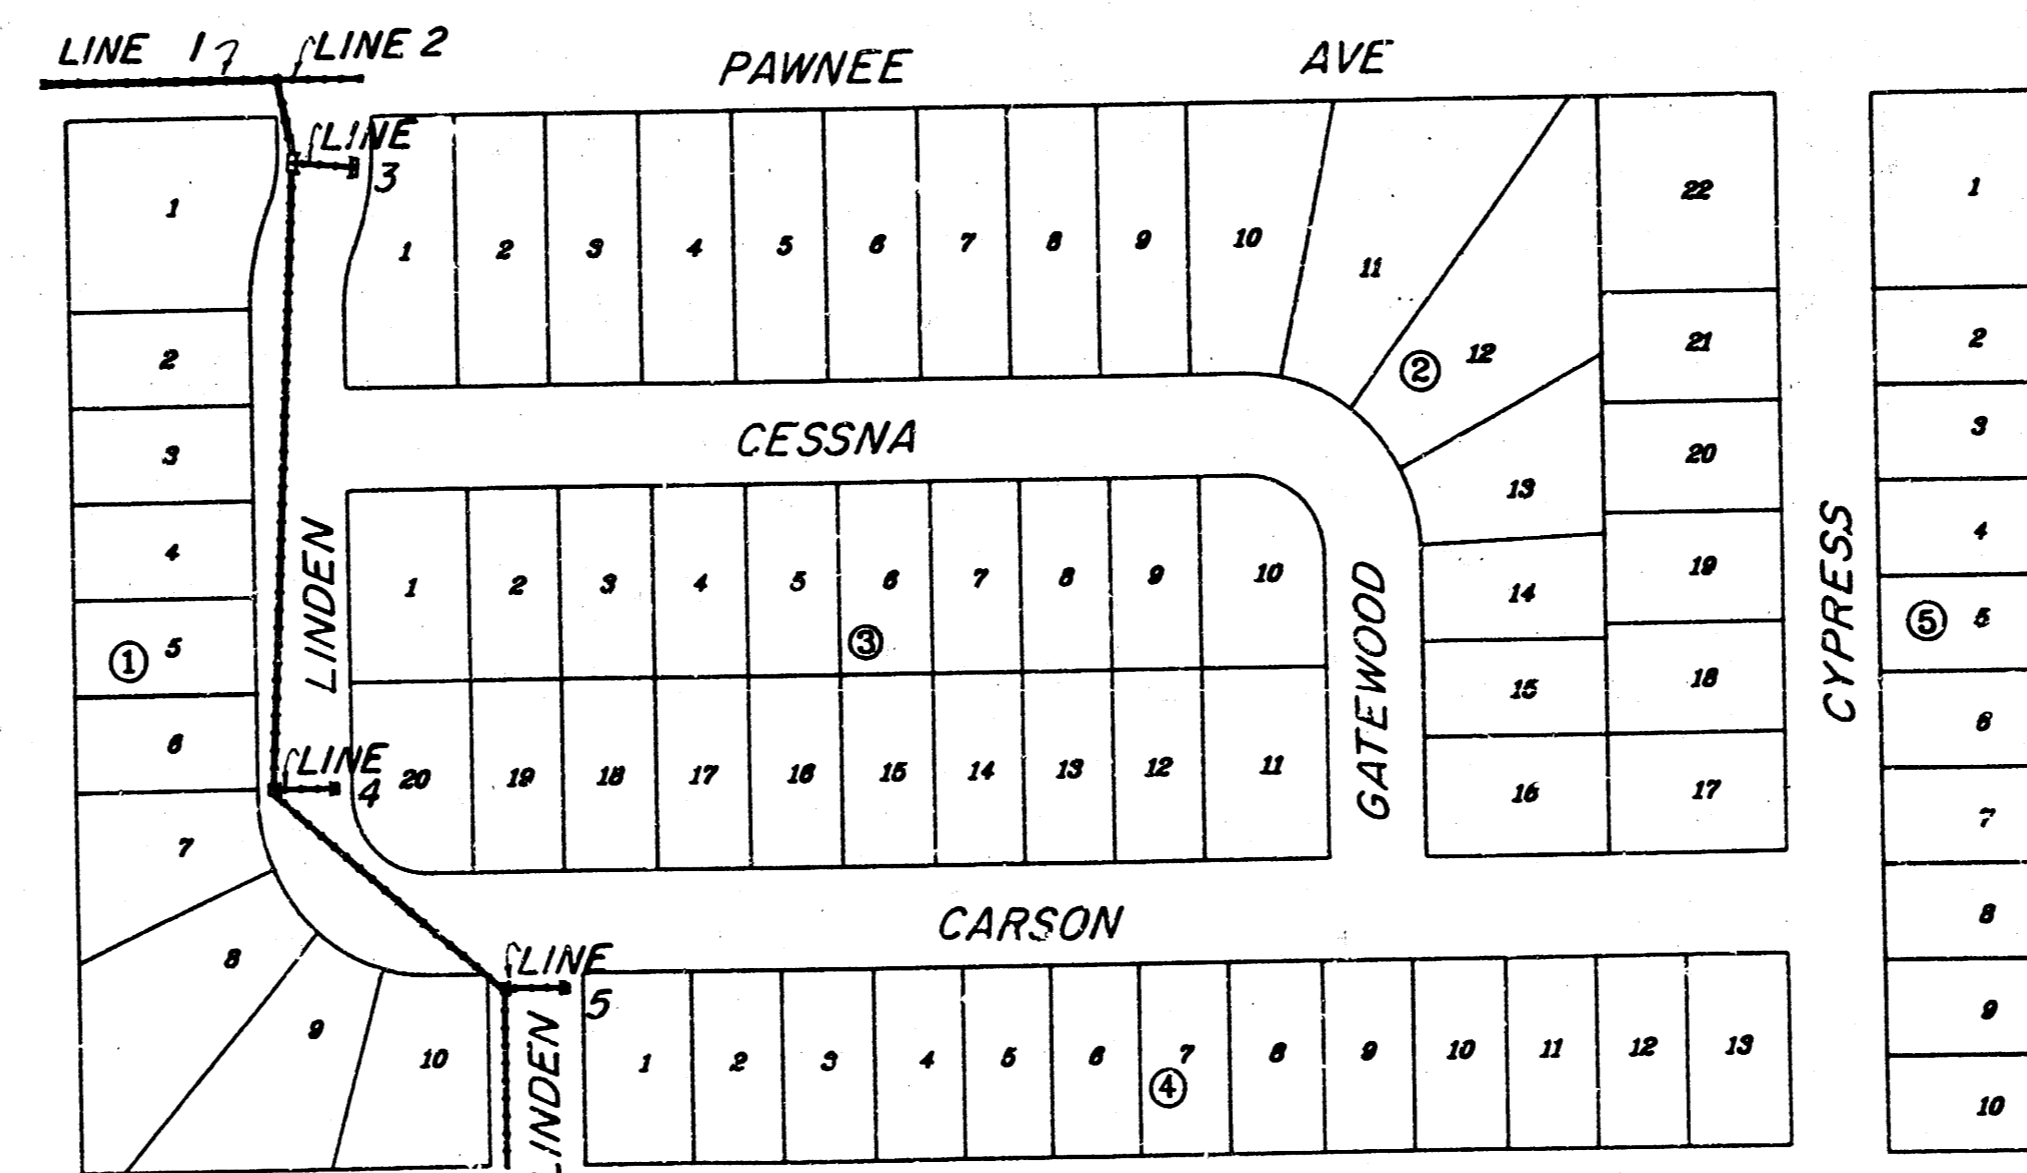 LINE 1 LINE 2
PAWNEE AVE
LINE
3
1 2 3 4 5 6 7 8 9 10 11 12 13 14 15 16
22 21 20 19 18 17
②
1 2 3 4 5 6 7 8 9 10
①
CESSNA
LINDEN
1 2 3 4 5 6 7 8 9 10
③
20 19 18 17 16 15 14 13 12 11
GATEWOOD
CYPRESS
1 2 3 4 5 6 7 8 9 10
⑤
LINE
4
CARSON
LINE
5
LINDEN
1 2 3 4 5 6 7 8 9 10 11 12 13
④